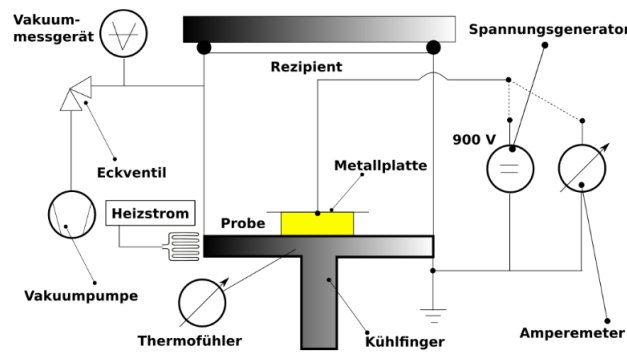 Vakuum-
messgerät
Spannungsgenerator
Rezipient
Eckventil
900 V
Metallplatte
Heizstrom
Probe
Vakuumpumpe
Thermofühler
Kühlfinger
Amperemeter